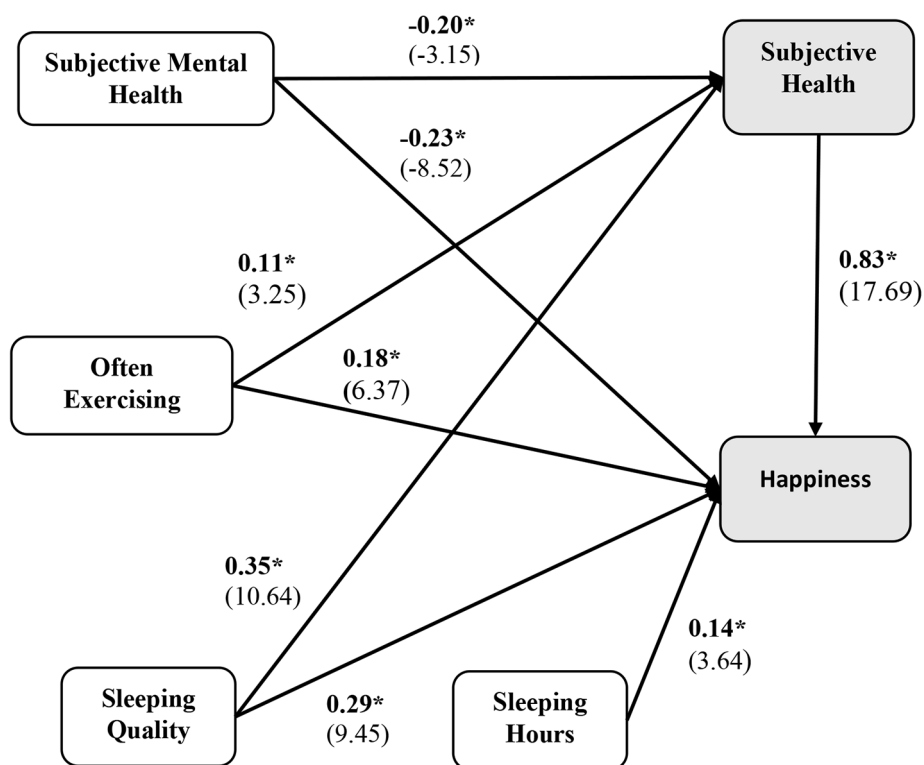 -0.20*
(-3.15)
Subjective Mental
Health
Subjective
Health
-0.23*
(-8.52)
0.11*
(3.25)
0.83*
(17.69)
Often
Exercising
0.18*
(6.37)
Happiness
0.35*
(10.64)
0.14*
(3.64)
Sleeping
Quality
0.29*
(9.45)
Sleeping
Hours